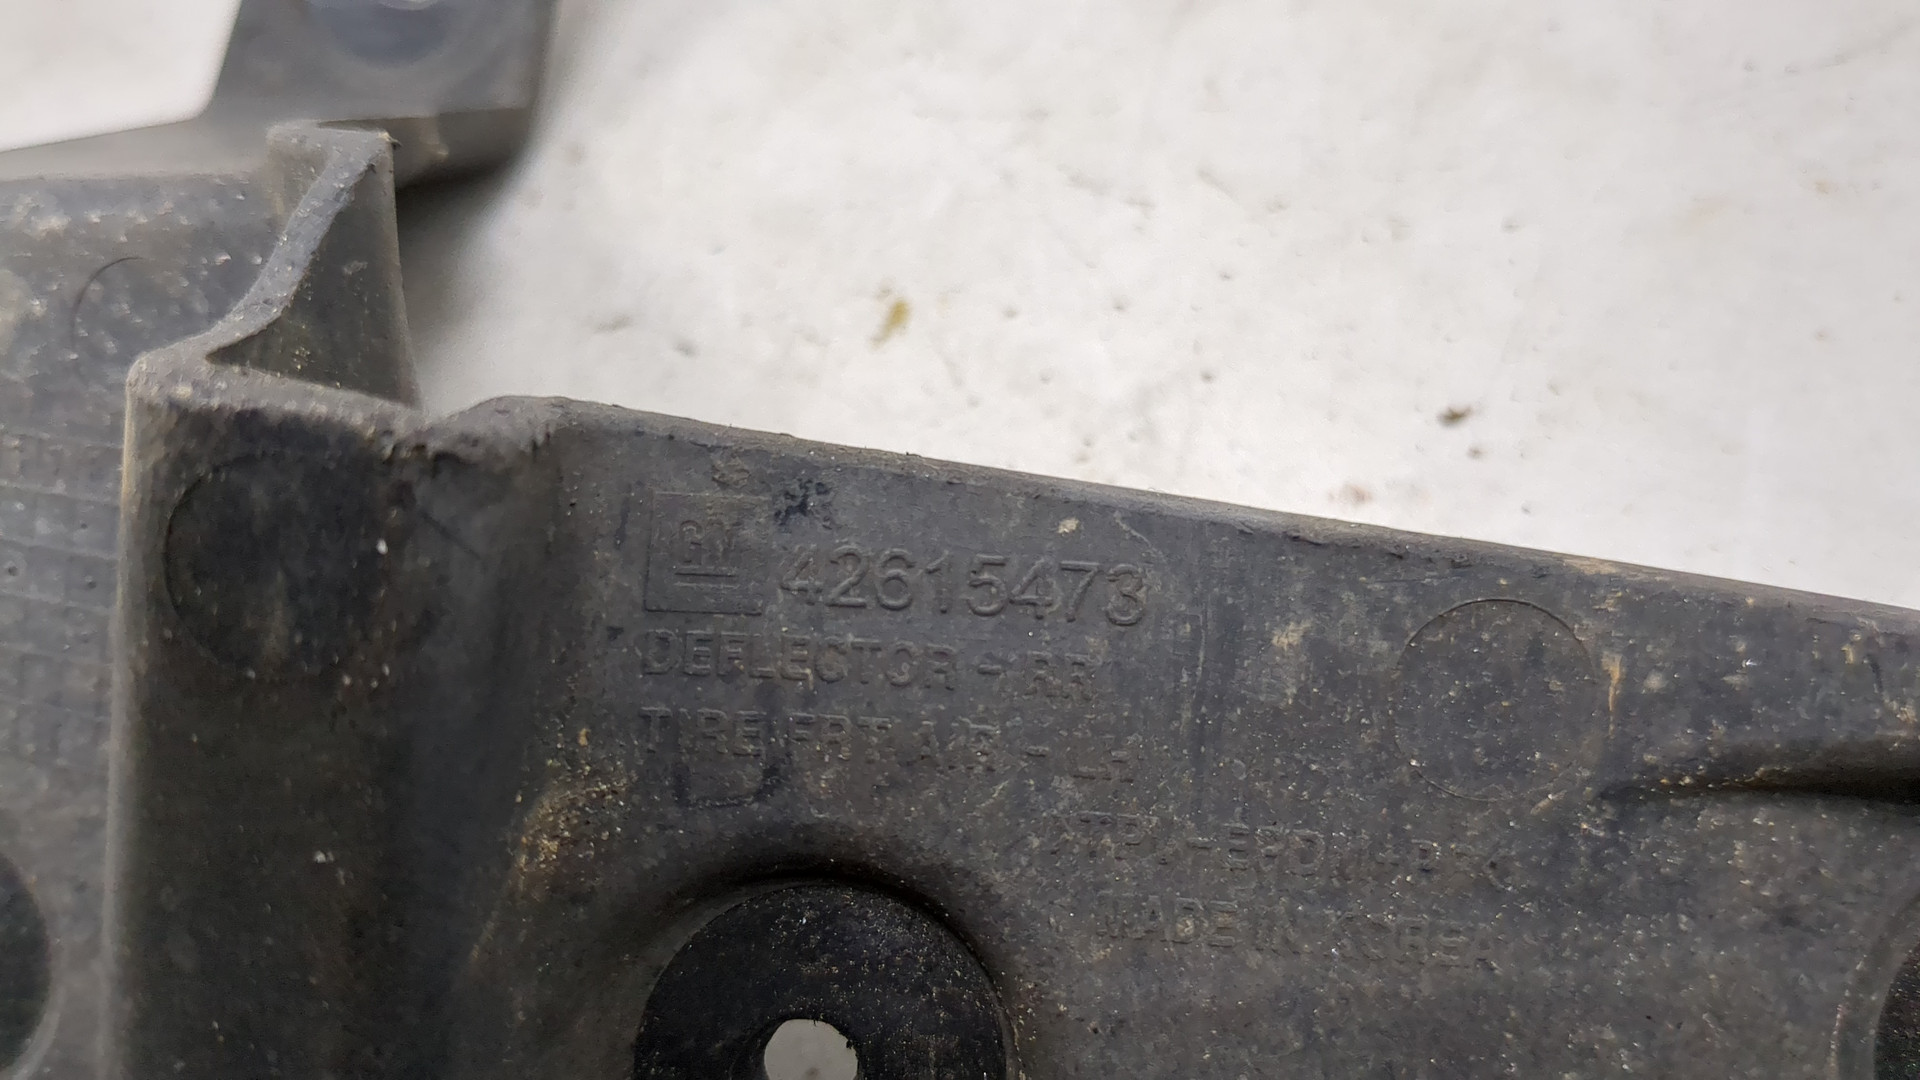 GM 42615473
DEFLECTOR - RR
TIRE FRT AIR - LH
MADE IN KOREA